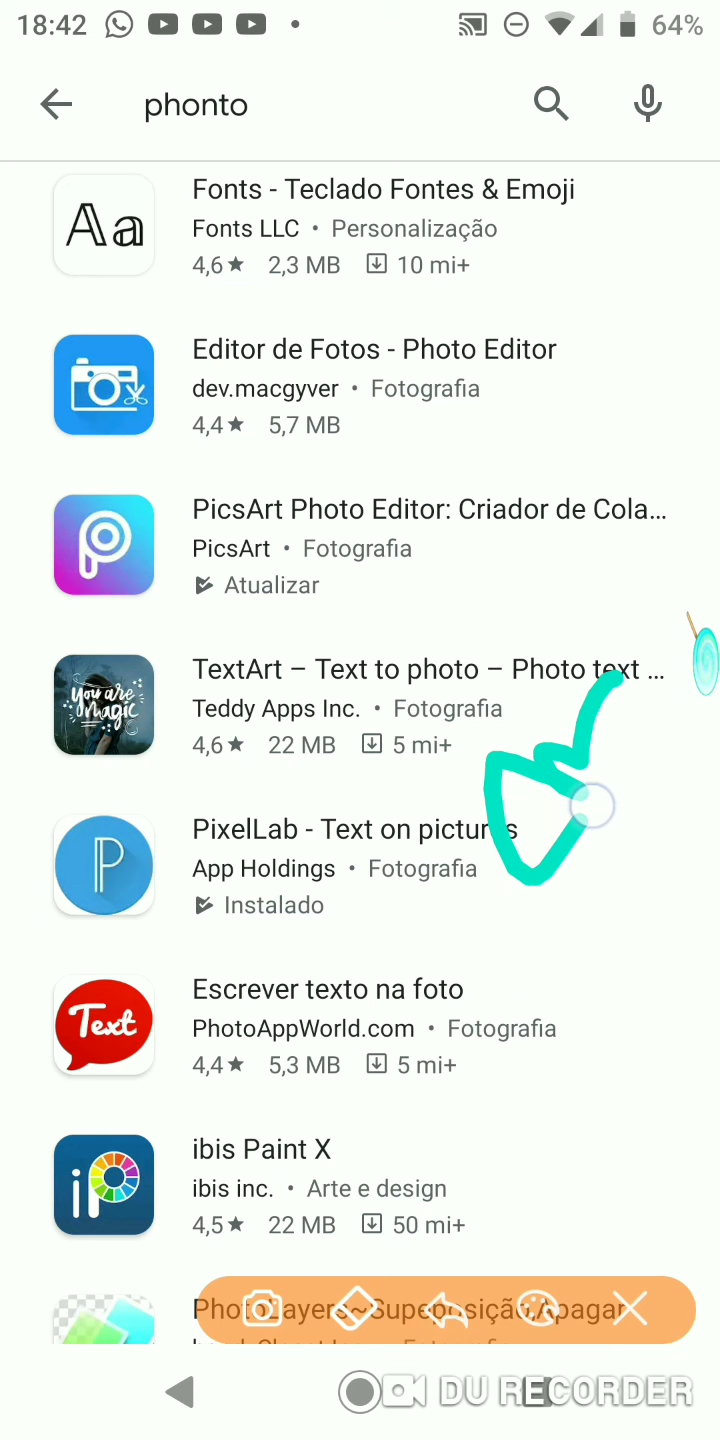 18:42
64%
phonto
Aa
Fonts - Teclado Fontes & Emoji
Fonts LLC • Personalização
4,6★ 2,3 MB 10 mi+
Editor de Fotos - Photo Editor
dev.macgyver • Fotografia
4,4★ 5,7 MB
PicsArt Photo Editor: Criador de Cola...
PicsArt • Fotografia
Atualizar
you are magic
TextArt – Text to photo – Photo text ...
Teddy Apps Inc. • Fotografia
4,6★ 22 MB 5 mi+
PixelLab - Text on pictures
App Holdings • Fotografia
Instalado
Text
Escrever texto na foto
PhotoAppWorld.com • Fotografia
4,4★ 5,3 MB 5 mi+
iP
ibis Paint X
ibis inc. • Arte e design
4,5★ 22 MB 50 mi+
PhotoLayers~Superposição,Apagar
DU RECORDER